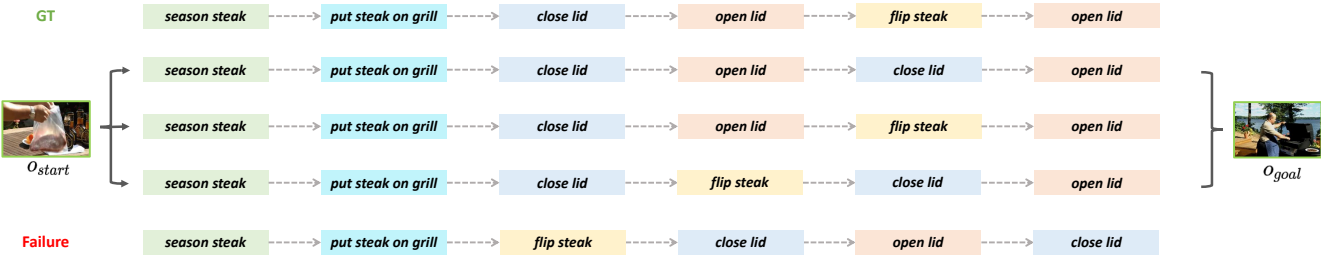 GT season steak put steak on grill close lid open lid flip steak open lid
season steak put steak on grill close lid open lid close lid open lid
season steak put steak on grill close lid open lid flip steak open lid
o_start o_goal
season steak put steak on grill close lid flip steak close lid open lid
Failure season steak put steak on grill flip steak close lid open lid close lid